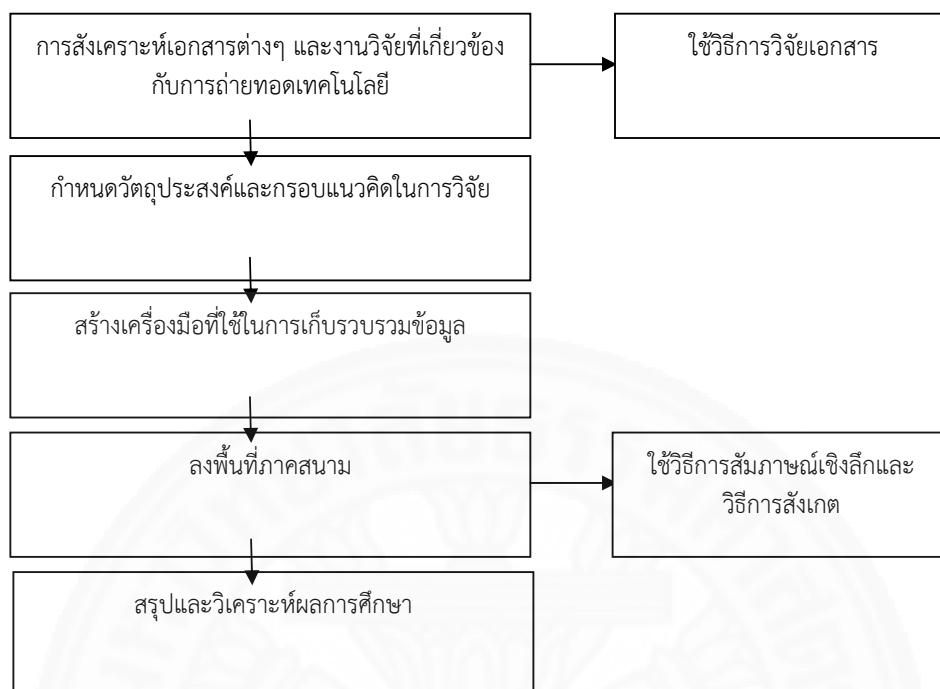 การสังเคราะห์เอกสารต่างๆ และงานวิจัยที่เกี่ยวข้อง
กับการถ่ายทอดเทคโนโลยี
ใช้วิธีการวิจัยเอกสาร
กำหนดวัตถุประสงค์และกรอบแนวคิดในการวิจัย
สร้างเครื่องมือที่ใช้ในการเก็บรวบรวมข้อมูล
ลงพื้นที่ภาคสนาม
ใช้วิธีการสัมภาษณ์เชิงลึกและ
วิธีการสังเกต
สรุปและวิเคราะห์ผลการศึกษา